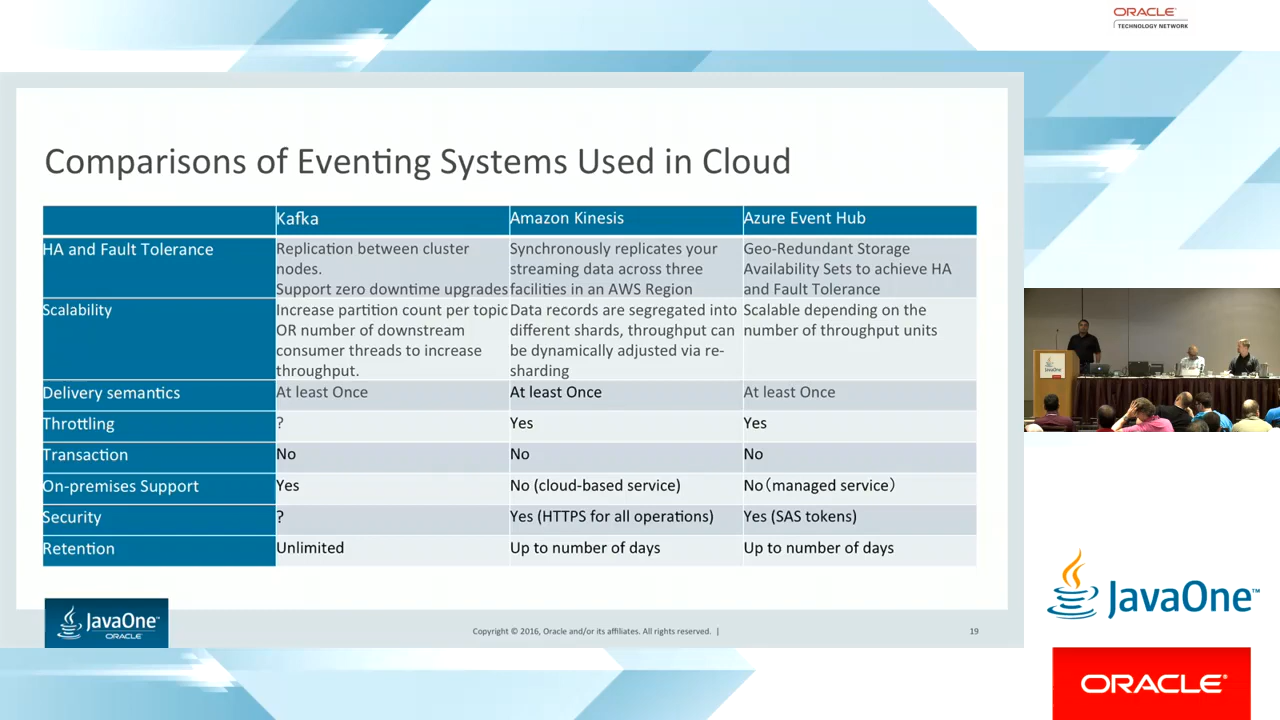 ORACLE
TECHNOLOGY NETWORK
Comparisons of Eventing Systems Used in Cloud
Kafka Amazon Kinesis Azure Event Hub
HA and Fault Tolerance
Replication between cluster
nodes.
Support zero downtime upgrades
Synchronously replicates your
streaming data across three
facilities in an AWS Region
Geo-Redundant Storage
Availability Sets to achieve HA
and Fault Tolerance
Scalability
Increase partition count per topic
OR number of downstream
consumer threads to increase
throughput.
Data records are segregated into
different shards, throughput can
be dynamically adjusted via re-
sharding
Scalable depending on the
number of throughput units
Delivery semantics At least Once At least Once At least Once
Throttling ? Yes Yes
Transaction No No No
On-premises Support Yes No (cloud-based service) No（managed service）
Security ? Yes (HTTPS for all operations) Yes (SAS tokens)
Retention Unlimited Up to number of days Up to number of days
JavaOne™
ORACLE
Copyright © 2016, Oracle and/or its affiliates. All rights reserved. |
19
JavaOne
JavaOne™
ORACLE®